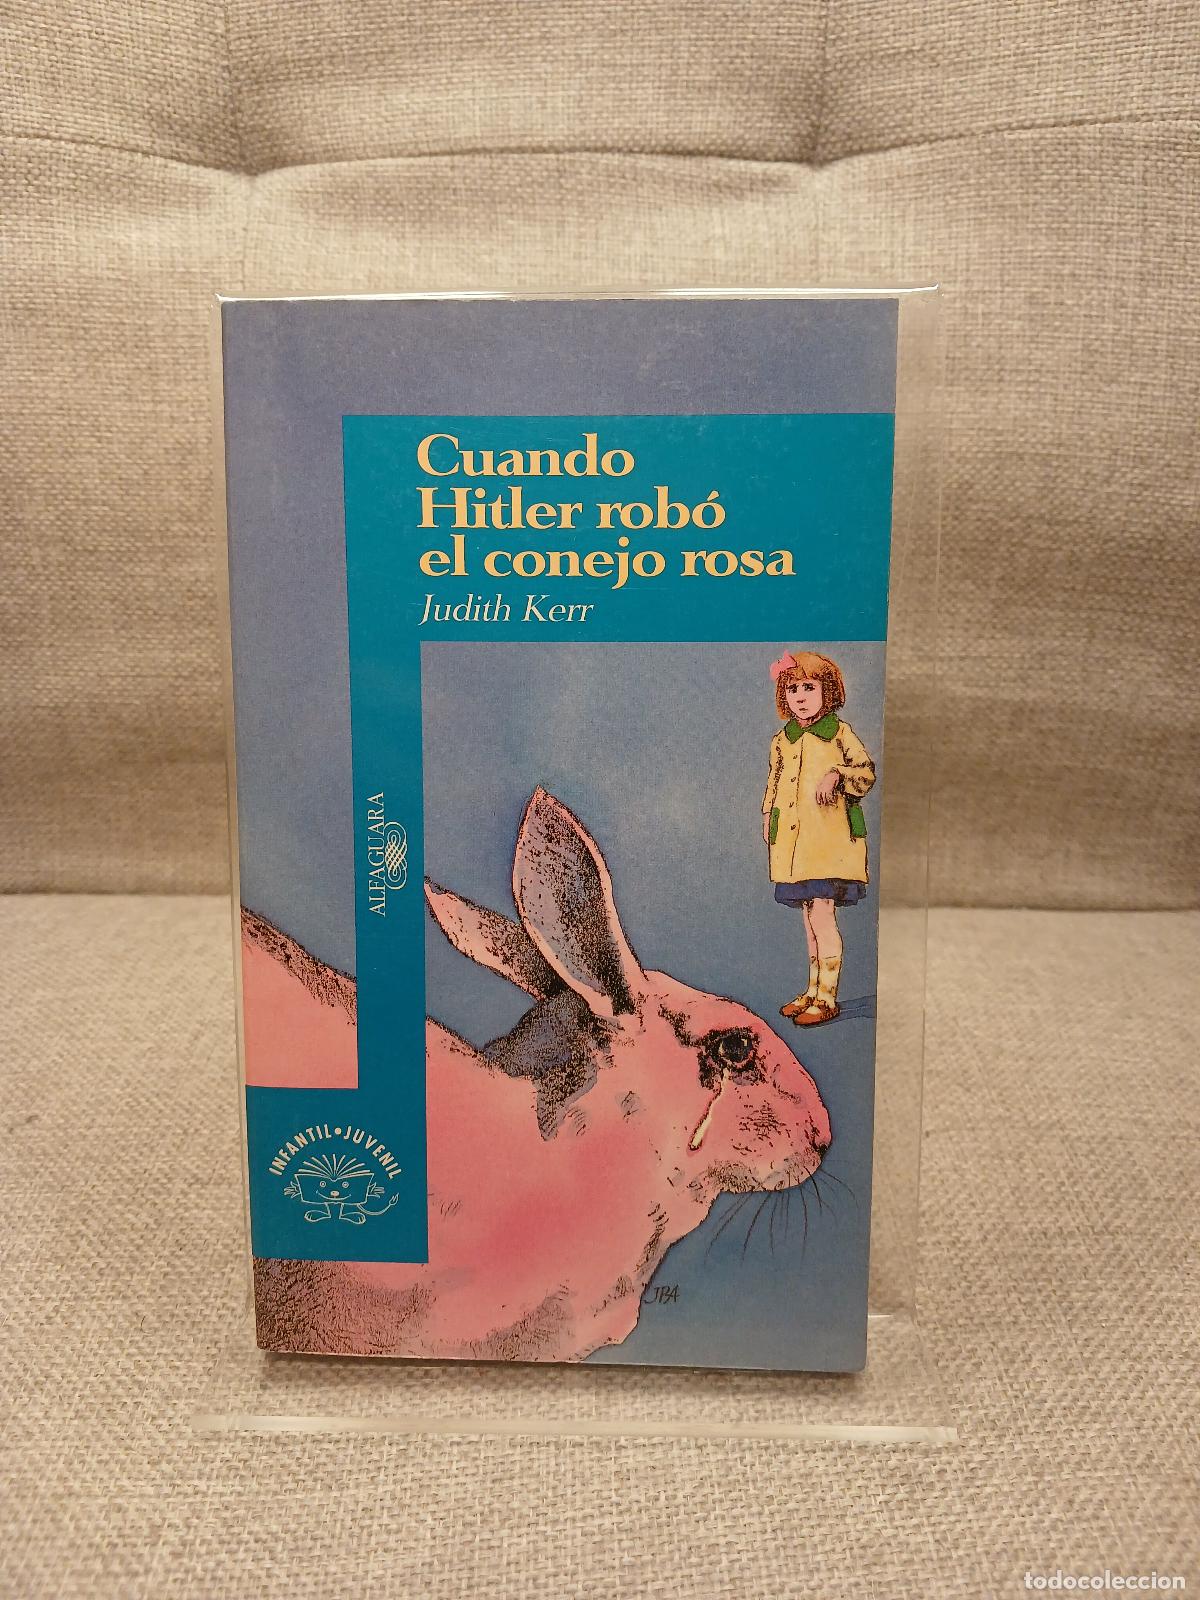 Cuando
Hitler robó
el conejo rosa
Judith Kerr
ALFAGUARA
INFANTIL • JUVENIL
JBA
todocoleccion